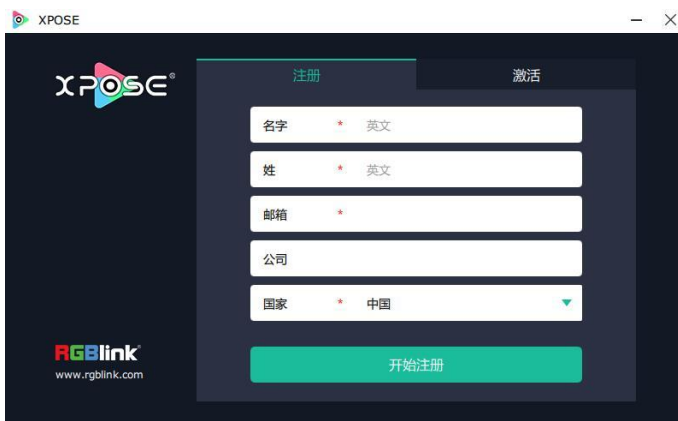 XPOSE
XPOSE®
注册
激活
名字 * 英文
姓 * 英文
邮箱 *
公司
国家 * 中国
开始注册
RGBlink®
www.rgblink.com